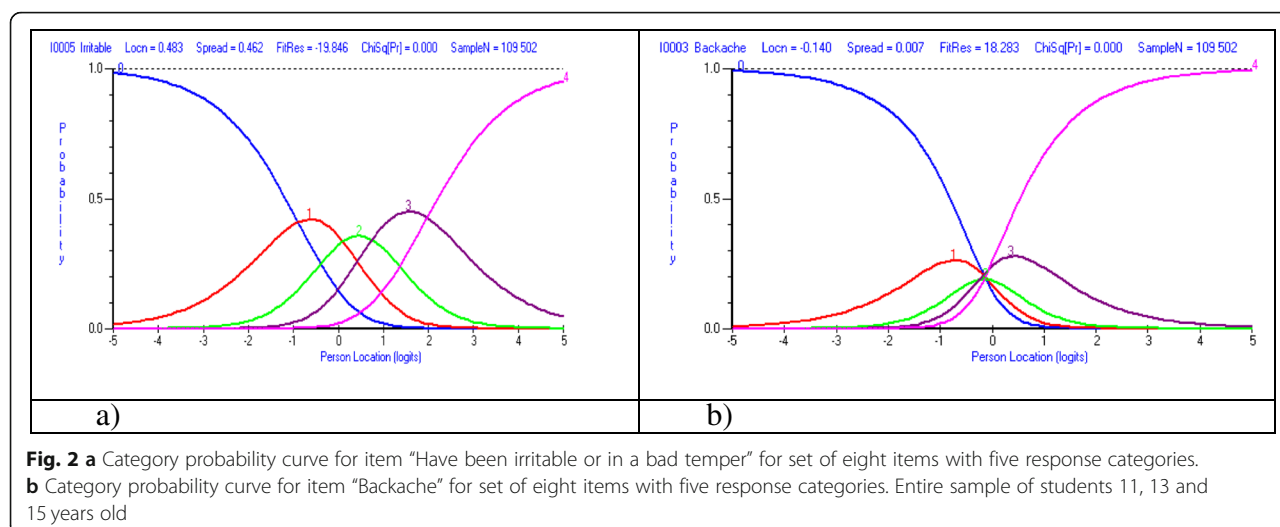 I0005 Irritable Locn = 0.483 Spread = 0.462 FitRes = -19.846 ChiSq[Pr] = 0.000 SampleN = 109 502
1.0
0
4
Probability
0.5
1
2
3
0.0
-5 -4 -3 -2 -1 0 1 2 3 4 5
Person Location (logits)
a)
I0003 Backache Locn = -0.140 Spread = 0.007 FitRes = 18.283 ChiSq[Pr] = 0.000 SampleN = 109 502
1.0
0
4
Probability
0.5
1
3
0.0
-5 -4 -3 -2 -1 0 1 2 3 4 5
Person Location (logits)
b)
Fig. 2 a Category probability curve for item “Have been irritable or in a bad temper” for set of eight items with five response categories.
b Category probability curve for item “Backache” for set of eight items with five response categories. Entire sample of students 11, 13 and
15 years old